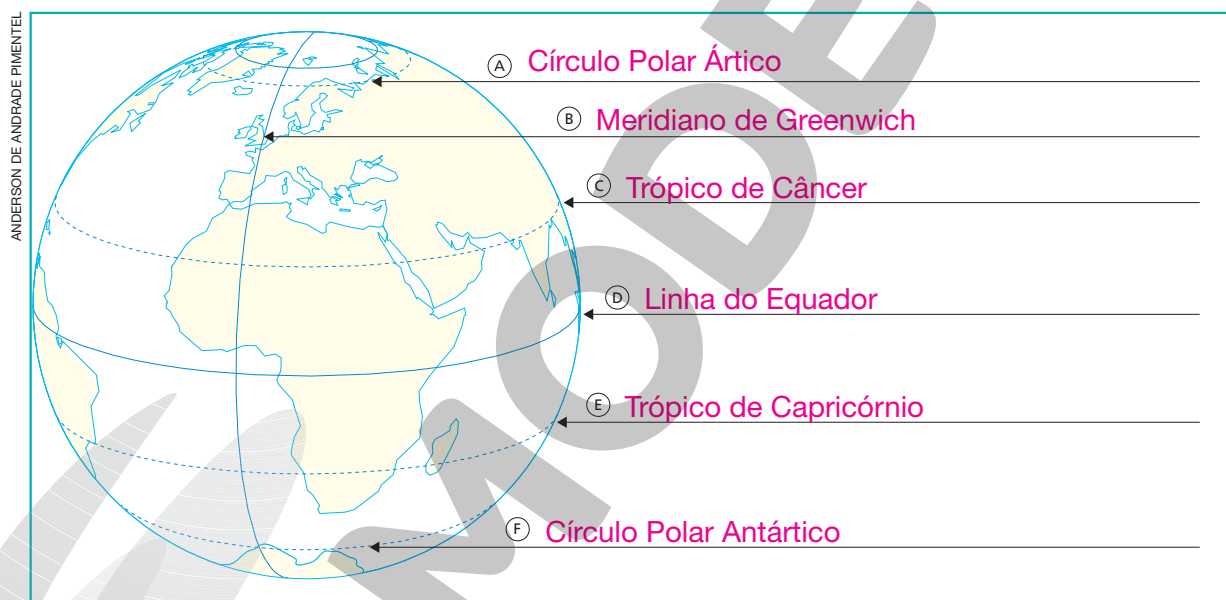 ANDERSON DE ANDRADE PIMENTEL
A Círculo Polar Ártico
B Meridiano de Greenwich
C Trópico de Câncer
D Linha do Equador
E Trópico de Capricórnio
F Círculo Polar Antártico
MODE